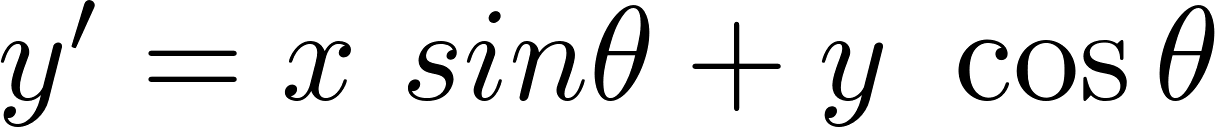 y′ = x sinθ + y cos θ